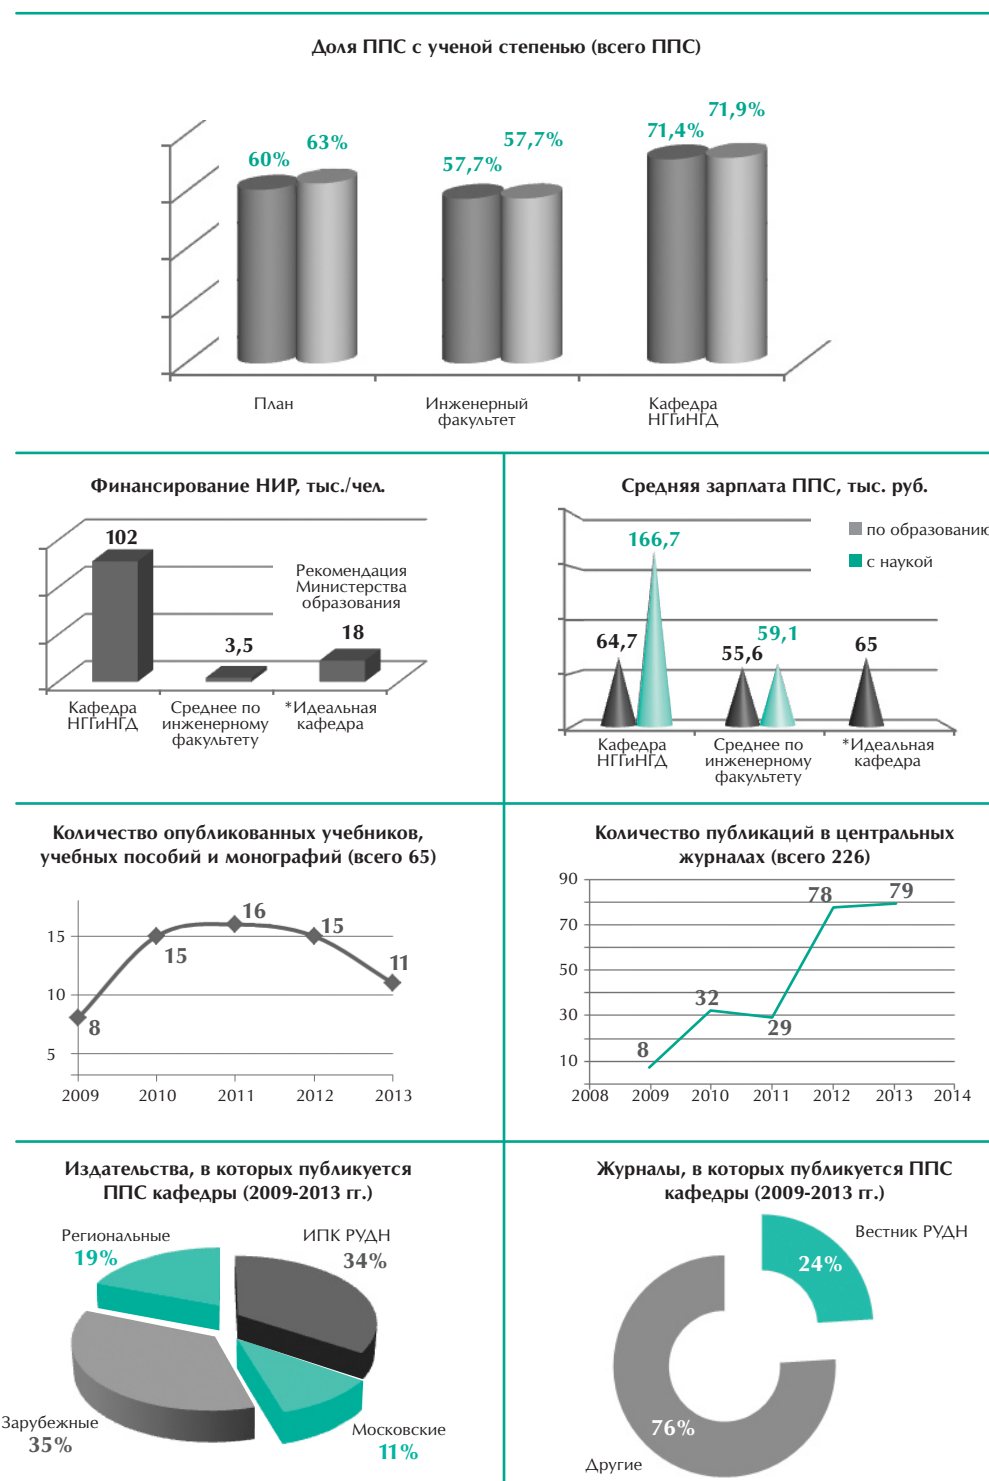 Доля ППС с ученой степенью (всего ППС)
60%
63%
57,7%
57,7%
71,4%
71,9%
План
Инженерный
факультет
Кафедра
НГГиНГД
Финансирование НИР, тыс./чел.
102
3,5
18
Рекомендация
Министерства
образования
Кафедра
НГГиНГД
Среднее по
инженерному
факультету
*Идеальная
кафедра
Средняя зарплата ППС, тыс. руб.
по образованию
с наукой
64,7
166,7
55,6
59,1
65
Кафедра
НГГиНГД
Среднее по
инженерному
факультету
*Идеальная
кафедра
Количество опубликованных учебников,
учебных пособий и монографий (всего 65)
15
10
5
8
15
16
15
11
2009 2010 2011 2012 2013
Количество публикаций в центральных
журналах (всего 226)
90
70
50
30
10
8
32
29
78
79
2008 2009 2010 2011 2012 2013 2014
Издательства, в которых публикуется
ППС кафедры (2009-2013 гг.)
Региональные
19%
ИПК РУДН
34%
Зарубежные
35%
Московские
11%
Журналы, в которых публикуется ППС
кафедры (2009-2013 гг.)
Вестник РУДН
24%
76%
Другие